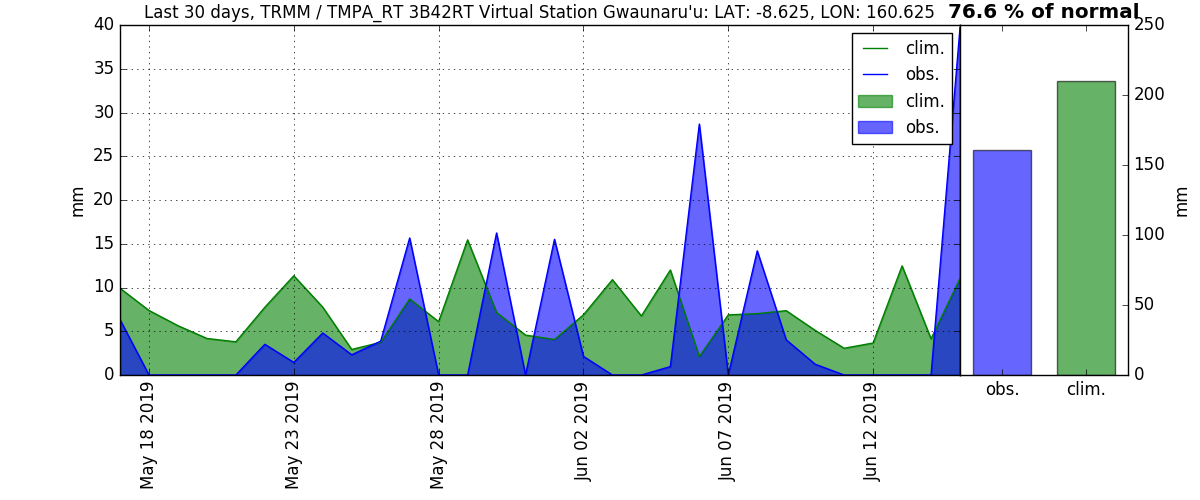 Last 30 days, TRMM / TMPA_RT 3B42RT Virtual Station Gwaunaru'u: LAT: -8.625, LON: 160.625 76.6 % of normal
40
35
30
25
20
15
10
5
0
mm
clim.
obs.
clim.
obs.
250
200
150
100
50
0
mm
obs. clim.
May 18 2019
May 23 2019
May 28 2019
Jun 02 2019
Jun 07 2019
Jun 12 2019